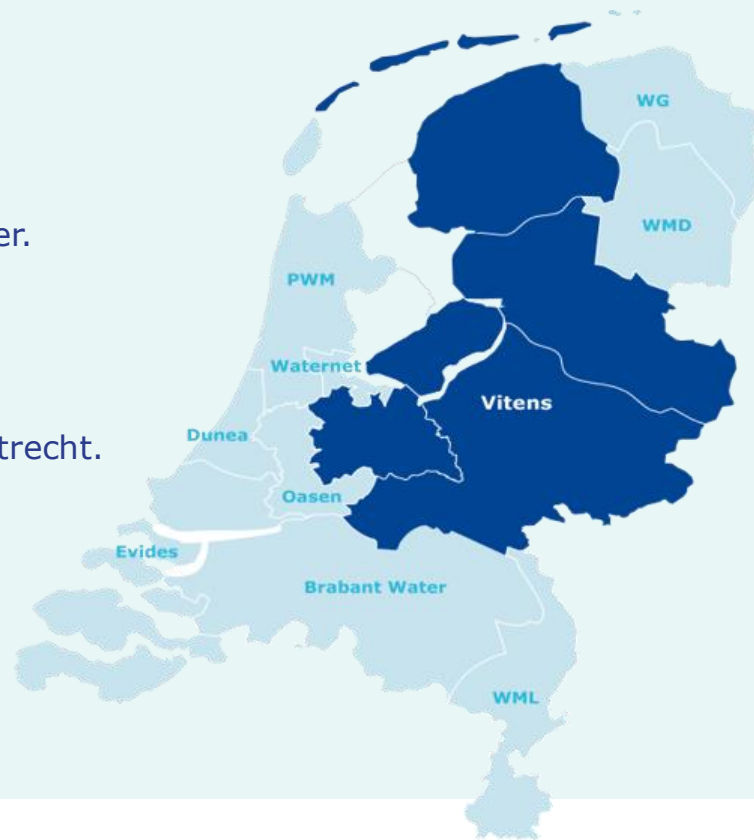 WG
er.
WMD
PWM
Waternet
Vitens
Dunea
trecht.
Oasen
Evides
Brabant Water
WML